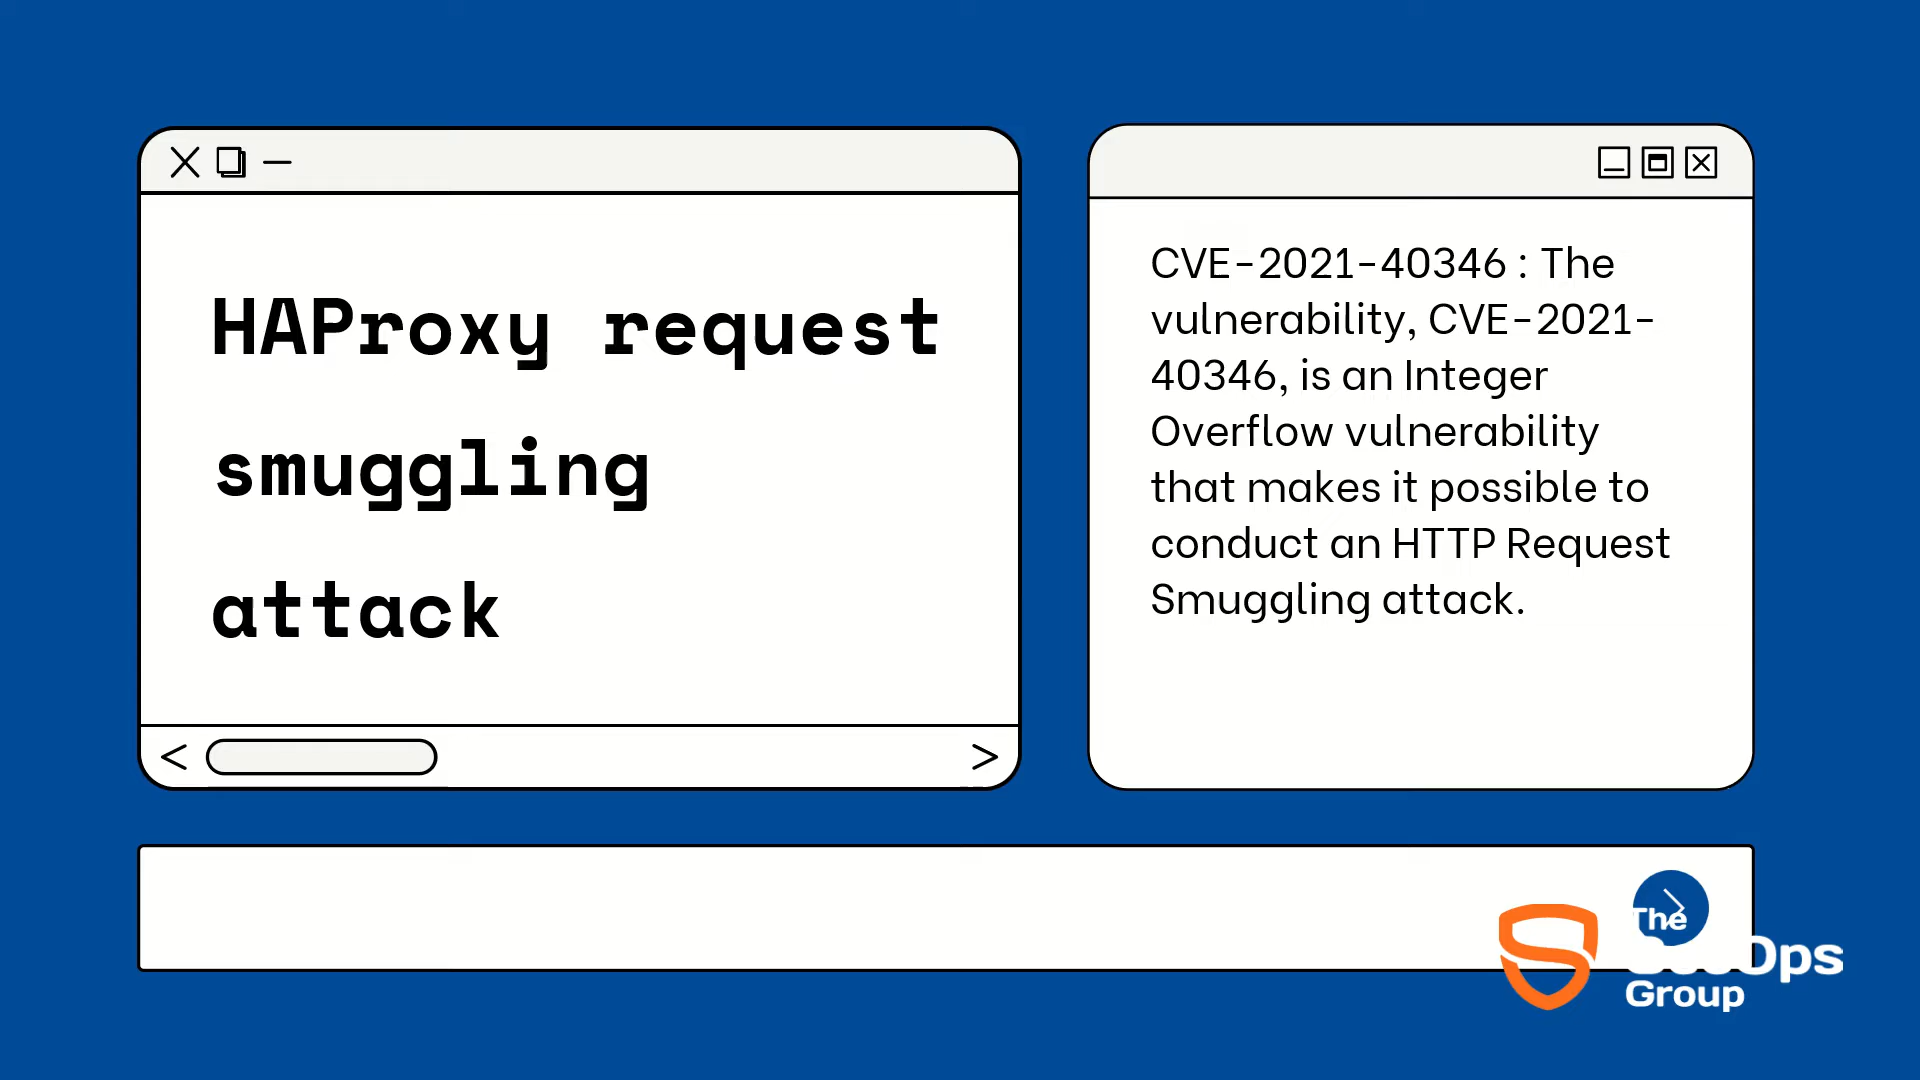 HAProxy request
smuggling
attack
CVE-2021-40346 : The
vulnerability, CVE-2021-
40346, is an Integer
Overflow vulnerability
that makes it possible to
conduct an HTTP Request
Smuggling attack.
The
SecOps
Group